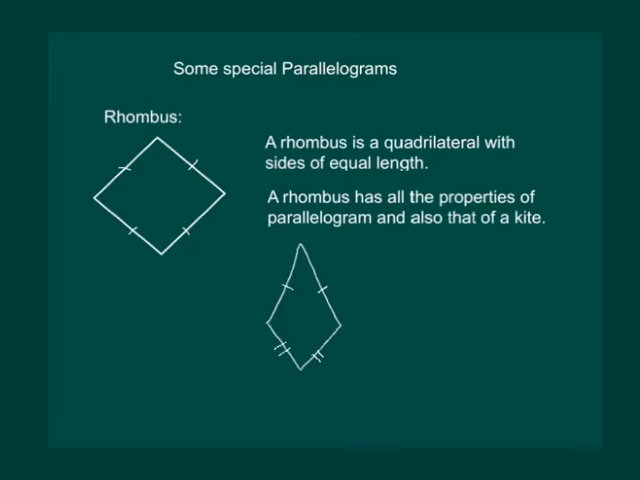 Some special Parallelograms
Rhombus:
A rhombus is a quadrilateral with
sides of equal length.
A rhombus has all the properties of
parallelogram and also that of a kite.